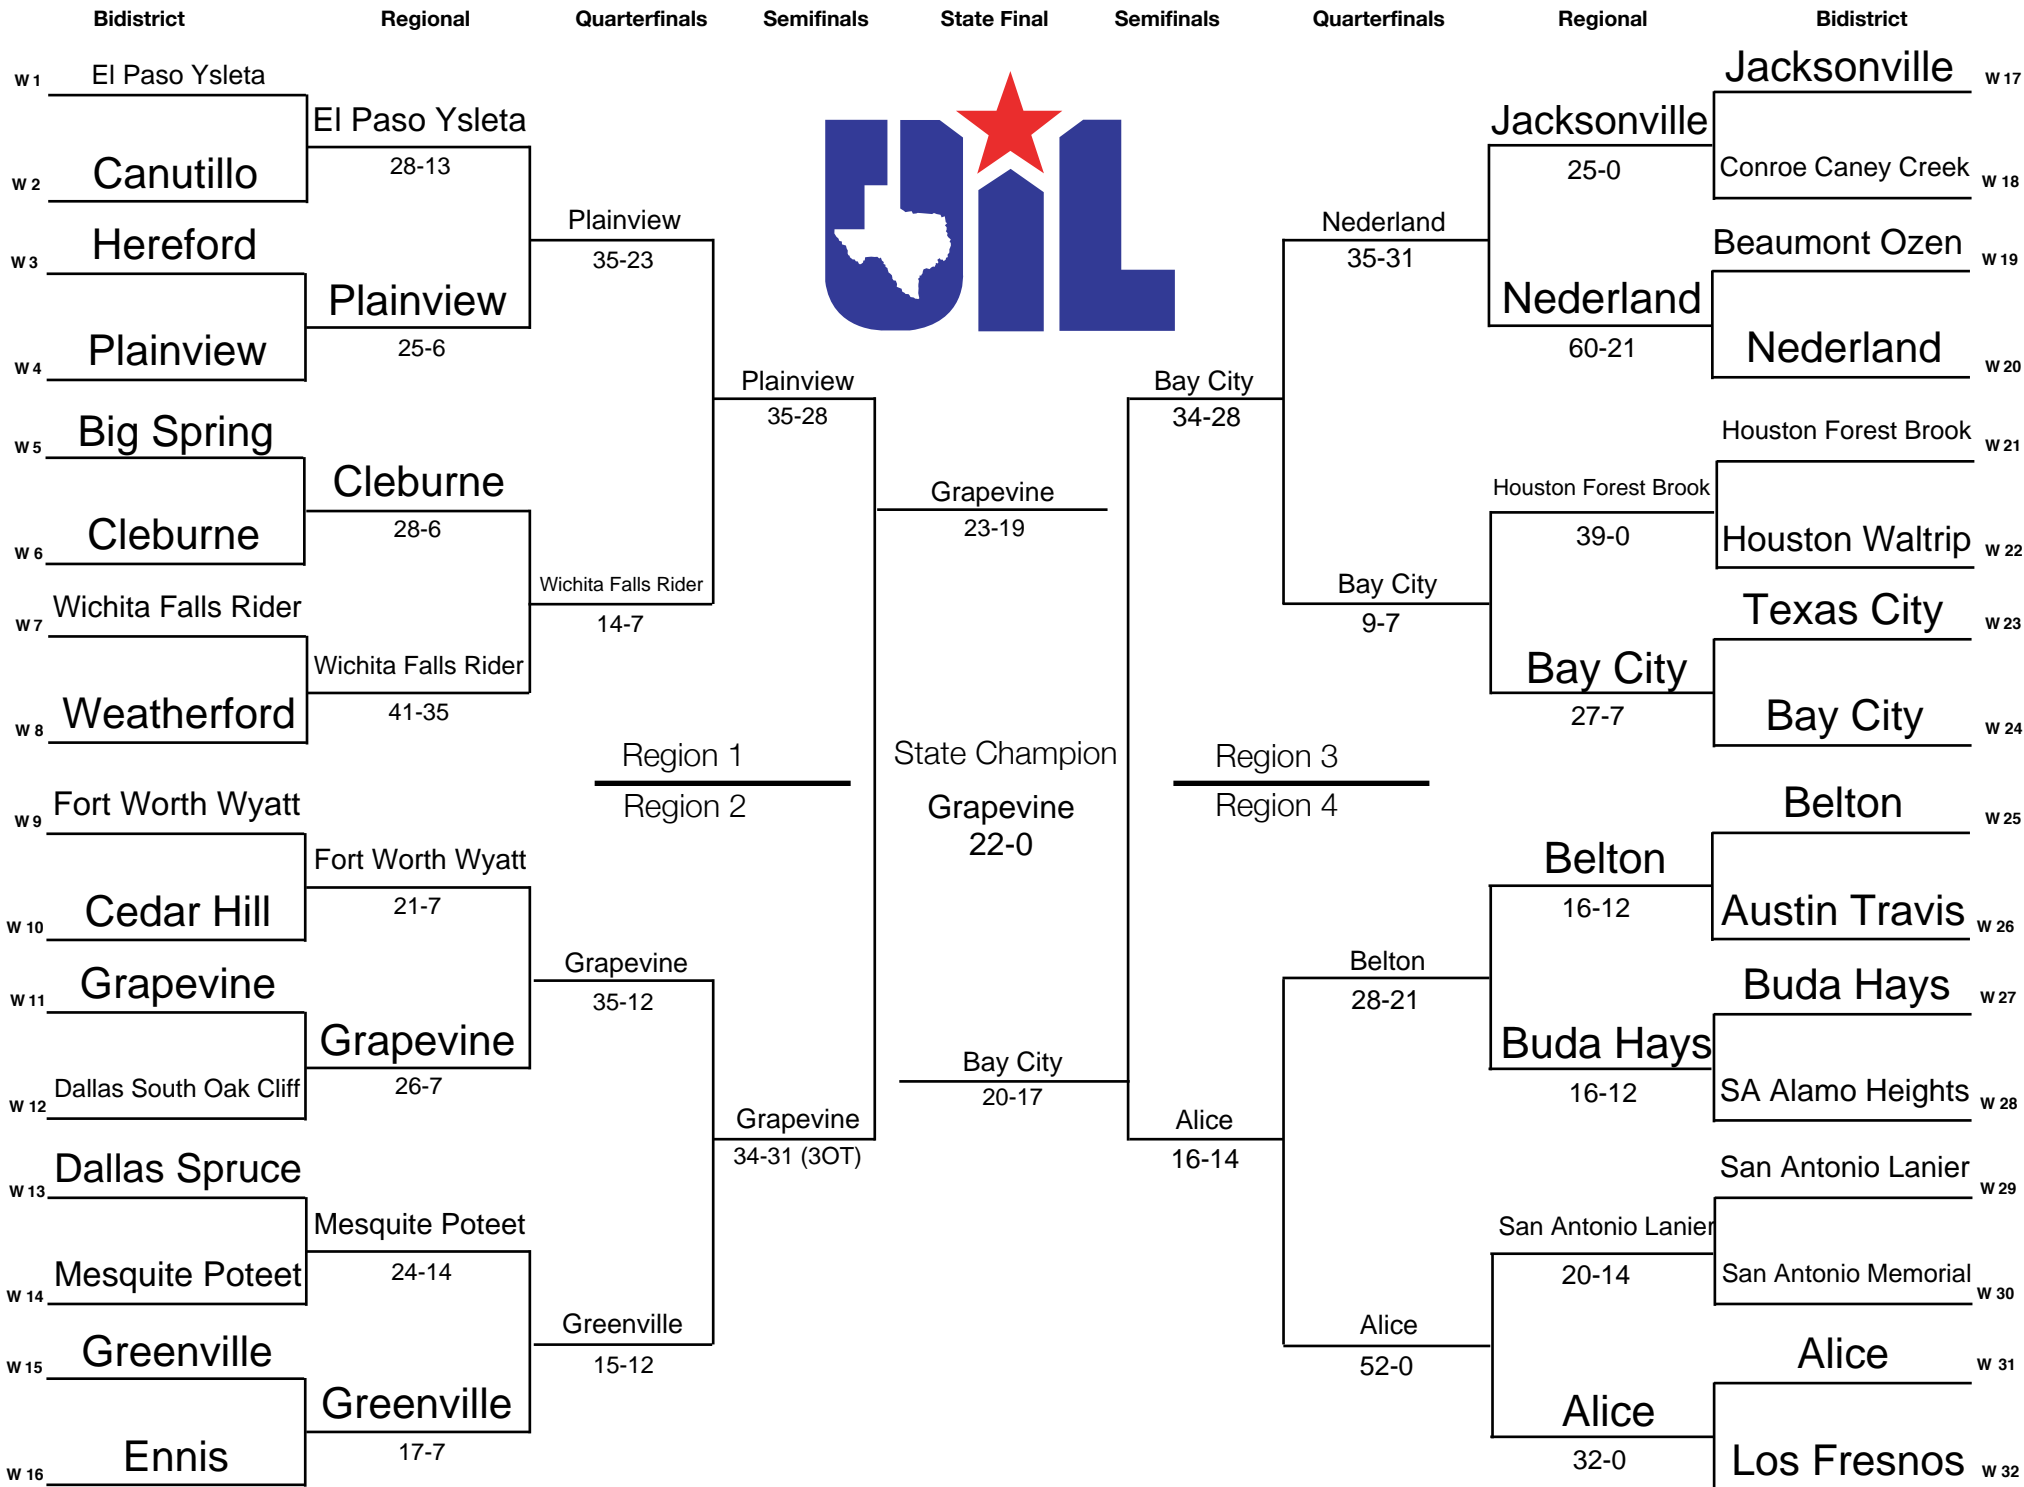 Bidistrict Regional Quarterfinals Semifinals State Final Semifinals Quarterfinals Regional Bidistrict
W 1 El Paso Ysleta
W 2 Canutillo
W 3 Hereford
W 4 Plainview
W 5 Big Spring
W 6 Cleburne
W 7 Wichita Falls Rider
W 8 Weatherford
W 9 Fort Worth Wyatt
W 10 Cedar Hill
W 11 Grapevine
W 12 Dallas South Oak Cliff
W 13 Dallas Spruce
W 14 Mesquite Poteet
W 15 Greenville
W 16 Ennis
El Paso Ysleta
28-13
Plainview
25-6
Cleburne
28-6
Wichita Falls Rider
41-35
Fort Worth Wyatt
21-7
Grapevine
26-7
Mesquite Poteet
24-14
Greenville
17-7
Plainview
35-23
Wichita Falls Rider
14-7
Region 1
Region 2
Grapevine
35-12
Greenville
15-12
Plainview
35-28
Grapevine
34-31 (3OT)
UIL
Grapevine
23-19
State Champion
Grapevine
22-0
Bay City
20-17
Bay City
34-28
Alice
16-14
Nederland
35-31
Bay City
9-7
Region 3
Region 4
Belton
28-21
Alice
52-0
Jacksonville
25-0
Nederland
60-21
Houston Forest Brook
39-0
Bay City
27-7
Belton
16-12
Buda Hays
16-12
San Antonio Lanier
20-14
Alice
32-0
Jacksonville W 17
Conroe Caney Creek W 18
Beaumont Ozen W 19
Nederland W 20
Houston Forest Brook W 21
Houston Waltrip W 22
Texas City W 23
Bay City W 24
Belton W 25
Austin Travis W 26
Buda Hays W 27
SA Alamo Heights W 28
San Antonio Lanier W 29
San Antonio Memorial W 30
Alice W 31
Los Fresnos W 32